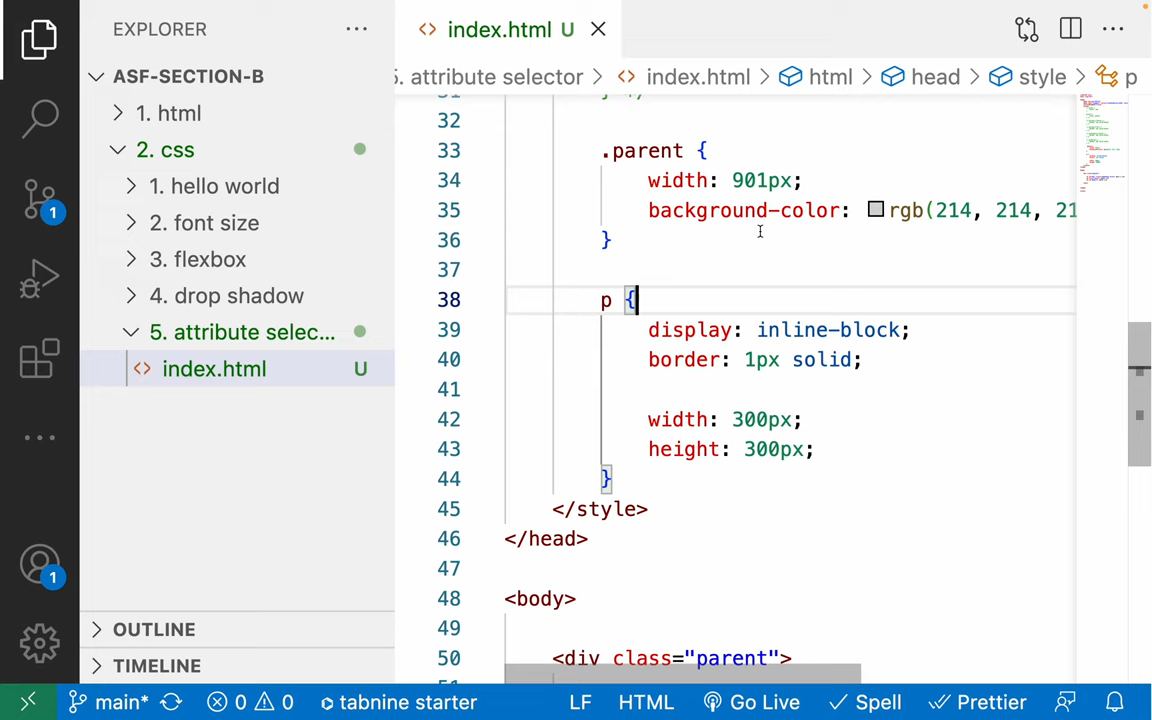 EXPLORER
index.html U
ASF-SECTION-B
5. attribute selector > index.html > html > head > style > p
1. html
2. css
1. hello world
2. font size
3. flexbox
4. drop shadow
5. attribute selec...
index.html U
32
33 .parent {
34 width: 901px;
35 background-color: rgb(214, 214, 21
36 }
37
38 p {
39 display: inline-block;
40 border: 1px solid;
41
42 width: 300px;
43 height: 300px;
44 }
45 </style>
46 </head>
47
48 <body>
49
50 <div class="parent">
1
1
OUTLINE
TIMELINE
main* 0 0 tabnine starter LF HTML Go Live Spell Prettier